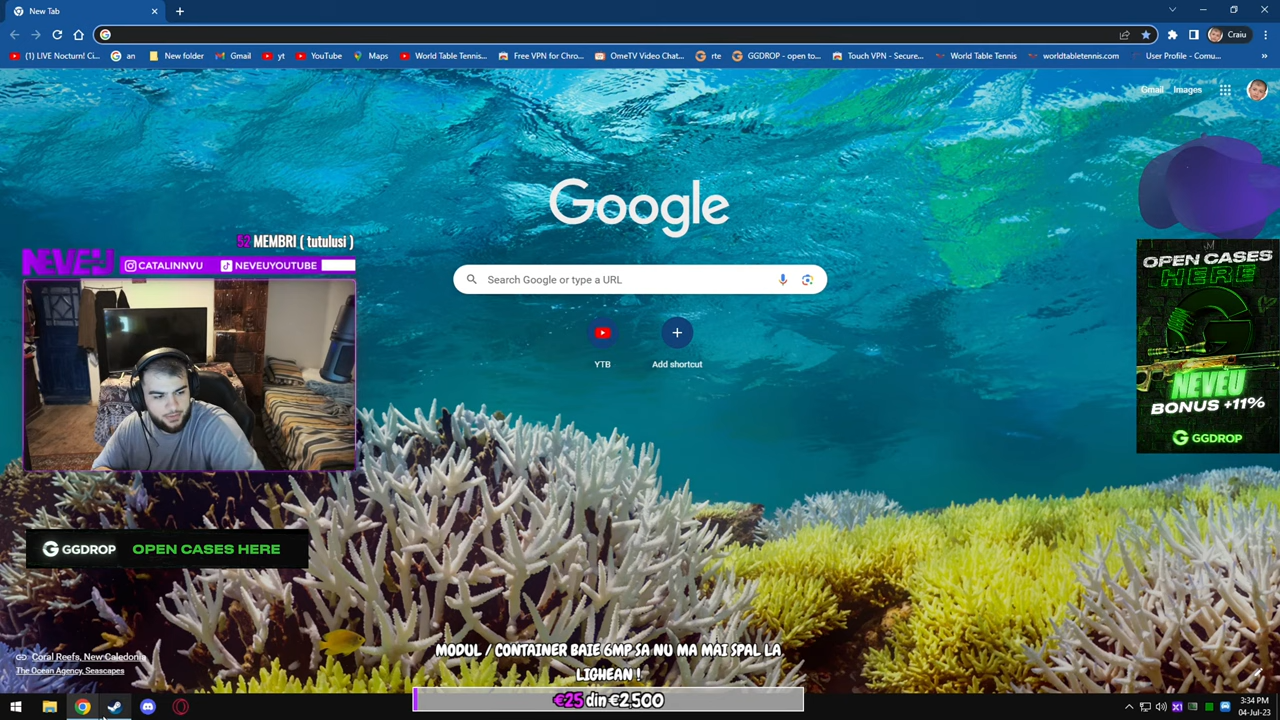 New Tab
Craiu
(1) LIVE Nocturn! Ci...
an
New folder
Gmail
yt
YouTube
Maps
World Table Tennis...
Free VPN for Chro...
OmeTV Video Chat...
rte
GGDROP - open to...
Touch VPN - Secure...
World Table Tennis
worldtabletennis.com
User Profile - Comu...
Gmail
Images
Google
Search Google or type a URL
YTB
Add shortcut
52 MEMBRI ( tutulusi )
NEVEU
CATALINNVU
NEVEUYOUTUBE
OPEN CASES
HERE
NEVEU
BONUS +11%
GGDROP
GGDROP
OPEN CASES HERE
Coral Reefs, New Caledonia
The Ocean Agency, Seascapes
MODUL / CONTAINER BAIE 6MP SA NU MA MAI SPAL LA
LIGHEAN !
€25 din €2,500
3:34 PM
04-Jul-23